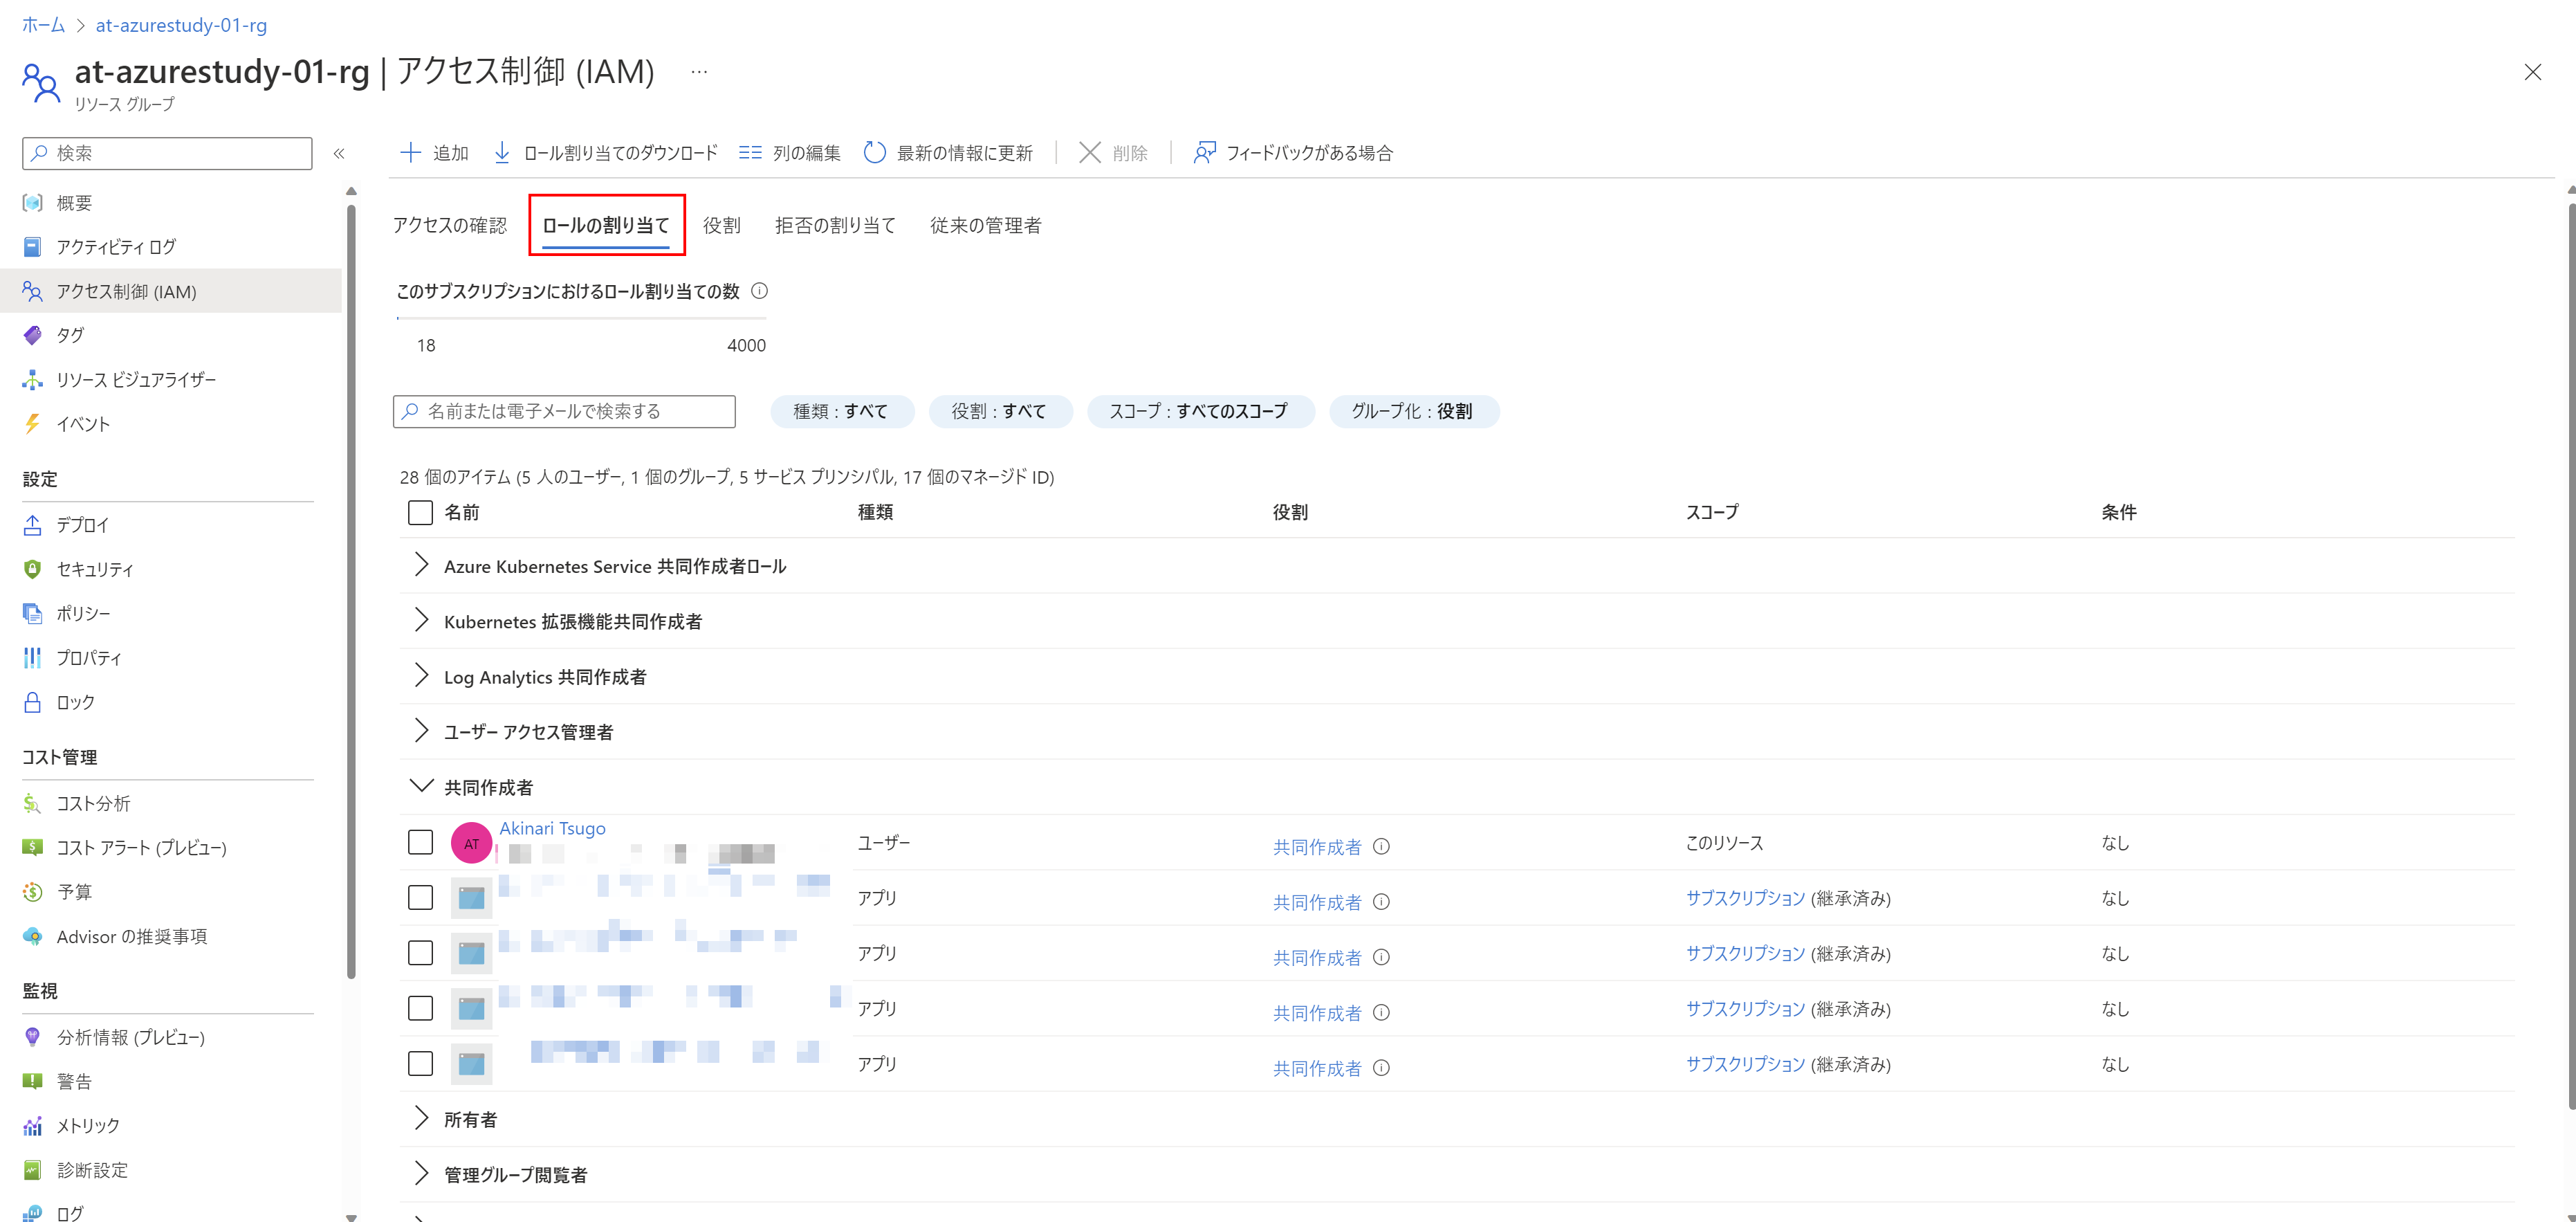 ホーム > at-azurestudy-01-rg
at-azurestudy-01-rg | アクセス制御 (IAM) …
リソース グループ
検索
«
概要
アクティビティ ログ
アクセス制御 (IAM)
タグ
リソース ビジュアライザー
イベント
設定
デプロイ
セキュリティ
ポリシー
プロパティ
ロック
コスト管理
コスト分析
コスト アラート (プレビュー)
予算
Advisor の推奨事項
監視
分析情報 (プレビュー)
警告
メトリック
診断設定
ログ
追加 ロール割り当てのダウンロード 列の編集 最新の情報に更新 削除 フィードバックがある場合
アクセスの確認 ロールの割り当て 役割 拒否の割り当て 従来の管理者
このサブスクリプションにおけるロール割り当ての数
18 4000
名前または電子メールで検索する 種類 : すべて 役割 : すべて スコープ : すべてのスコープ グループ化 : 役割
28 個のアイテム (5 人のユーザー, 1 個のグループ, 5 サービス プリンシパル, 17 個のマネージド ID)
名前 種類 役割 スコープ 条件
Azure Kubernetes Service 共同作成者ロール
Kubernetes 拡張機能共同作成者
Log Analytics 共同作成者
ユーザー アクセス管理者
共同作成者
AT Akinari Tsugo ユーザー 共同作成者 このリソース なし
アプリ 共同作成者 サブスクリプション (継承済み) なし
アプリ 共同作成者 サブスクリプション (継承済み) なし
アプリ 共同作成者 サブスクリプション (継承済み) なし
アプリ 共同作成者 サブスクリプション (継承済み) なし
所有者
管理グループ閲覧者